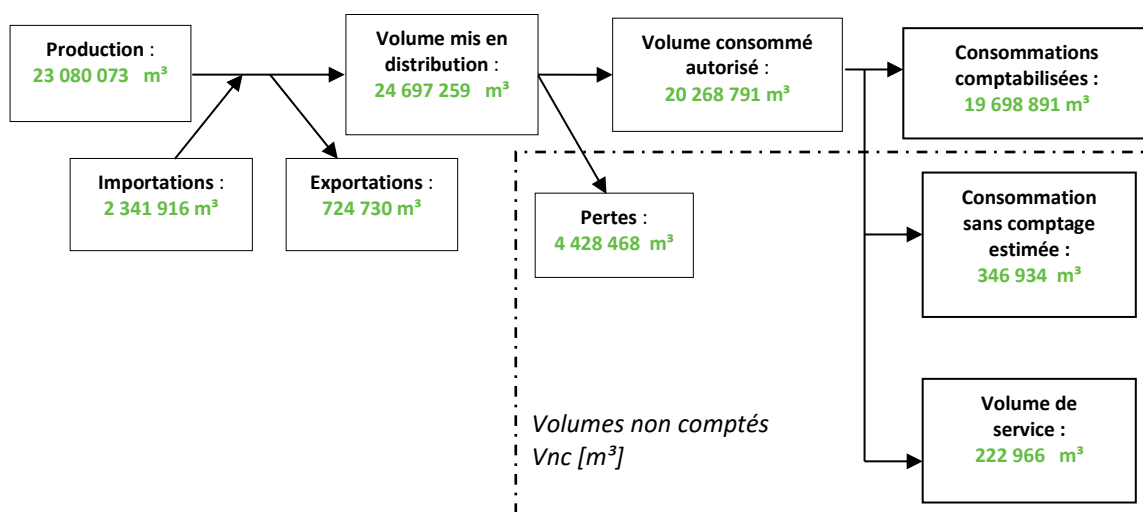 Production :
23 080 073 m³
Volume mis en
distribution :
24 697 259 m³
Volume consommé
autorisé :
20 268 791 m³
Consommations
comptabilisées :
19 698 891 m³
Importations :
2 341 916 m³
Exportations :
724 730 m³
Pertes :
4 428 468 m³
Consommation
sans comptage
estimée :
346 934 m³
Volumes non comptés
Vnc [m³]
Volume de
service :
222 966 m³